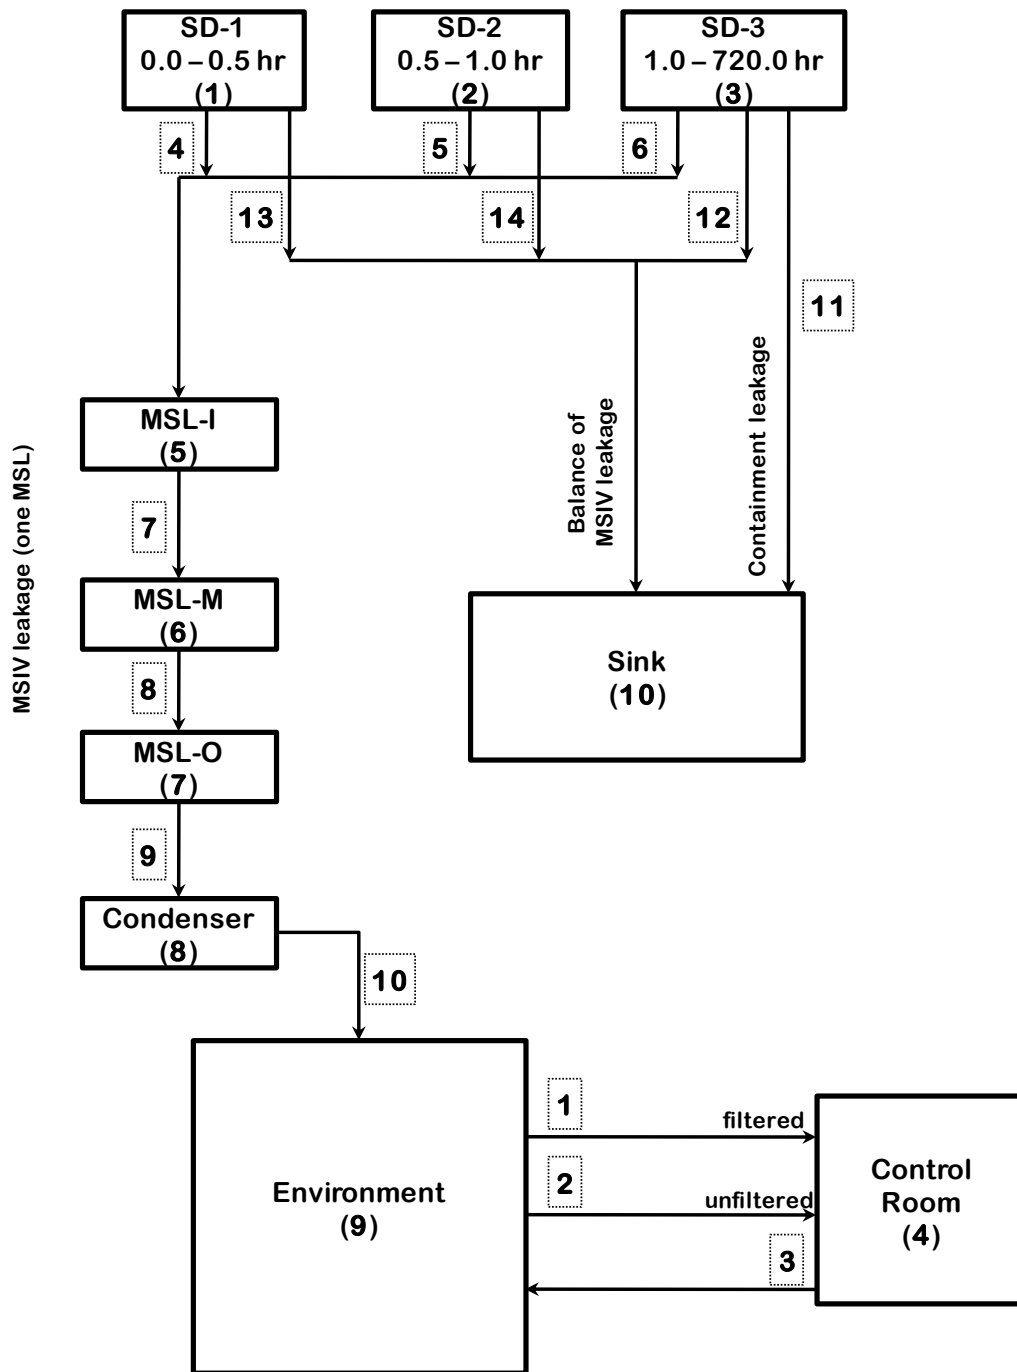 SD-1
0.0 – 0.5 hr
(1)
SD-2
0.5 – 1.0 hr
(2)
SD-3
1.0 – 720.0 hr
(3)
4
5
6
13
14
12
11
MSIV leakage (one MSL)
Balance of
MSIV leakage
Containment leakage
MSL-I
(5)
7
MSL-M
(6)
8
MSL-O
(7)
9
Condenser
(8)
10
Sink
(10)
Environment
(9)
1
filtered
2
unfiltered
3
Control
Room
(4)